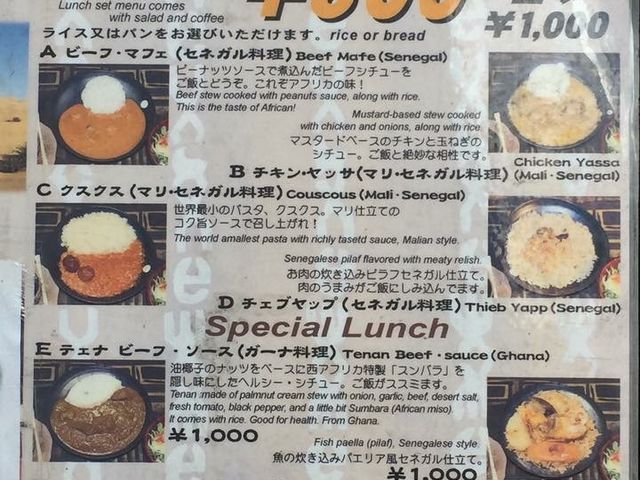 Lunch set menu comes
with salad and coffee
¥1,000
ライス又はパンをお選びいただけます。rice or bread
A ビーフ・マフェ (セネガル料理) Beef Mafe (Senegal)
ピーナッツソースで煮込んだビーフシチューを
ご飯とどうぞ。これぞアフリカの味！
Beef stew cooked with peanuts sauce, along with rice.
This is the taste of African!
Mustard-based stew cooked
with chicken and onions, along with rice.
マスタードベースのチキンと玉ねぎの
シチュー。ご飯と絶妙な相性です。
Chicken Yassa
B チキン・ヤッサ(マリ・セネガル料理) (Mali・Senegal)
C クスクス (マリ・セネガル料理) Couscous (Mali・Senegal)
世界最小のパスタ、クスクス。マリ仕立ての
コク旨ソースで召し上がれ！
The world amallest pasta with richly tasetd sauce, Malian style.
Senegalese pilaf flavored with meaty relish.
お肉の炊き込みピラフセネガル仕立て。
肉のうまみがご飯にしみ込んでます。
D チェブヤップ (セネガル料理) Thieb Yapp (Senegal)
Special Lunch
E テェナ ビーフ・ソース (ガーナ料理) Tenan Beef・sauce (Ghana)
油椰子のナッツをベースに西アフリカ特製「スンバラ」を
隠し味にしたヘルシー・シチュー。ご飯がススミます。
Tenan :made of palmnut cream stew with onion, garlic, beef, desert salt,
fresh tomato, black pepper, and a little bit Sumbara (African miso)
It comes with rice. Good for health. From Ghana.
¥1,000
Fish paella (pilaf), Senegalese style.
魚の炊き込みパエリア風セネガル仕立て。
¥1,000